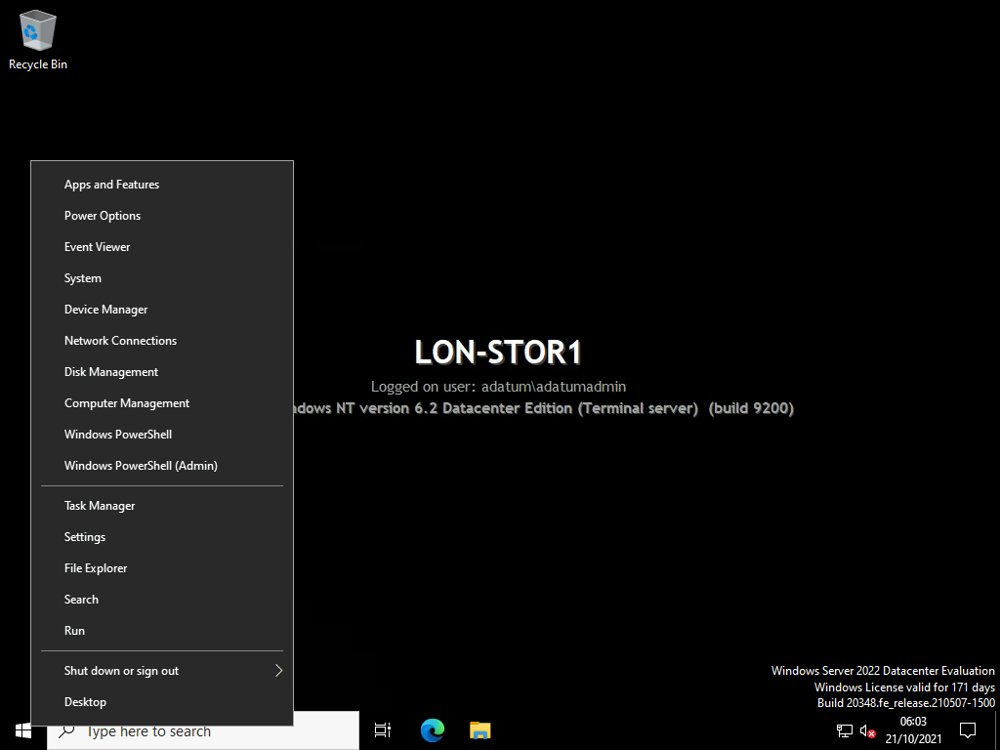 Recycle Bin
Apps and Features
Power Options
Event Viewer
System
Device Manager
Network Connections
Disk Management
Computer Management
Windows PowerShell
Windows PowerShell (Admin)
Task Manager
Settings
File Explorer
Search
Run
Shut down or sign out
Desktop
LON-STOR1
Logged on user: adatum\adatumadmin
ndows NT version 6.2 Datacenter Edition (Terminal server) (build 9200)
Windows Server 2022 Datacenter Evaluation
Windows License valid for 171 days
Build 20348.fe_release.210507-1500
Type here to search
06:03
21/10/2021